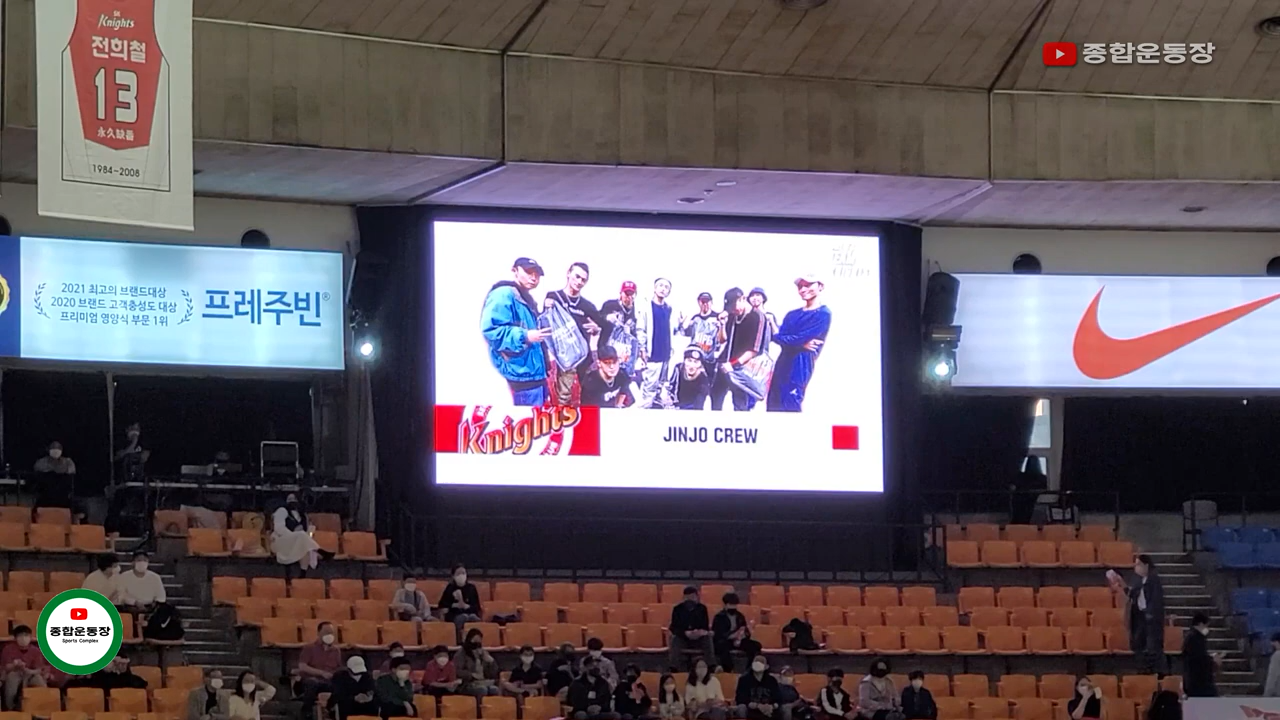 SK
Knights
전희철
13
永久缺番
1984-2008
종합운동장
2021 최고의 브랜드대상
2020 브랜드 고객충성도 대상
프리미엄 영양식 부문 1위
프레주빈®
Knights
JINJO CREW
종합운동장
Sports Complex